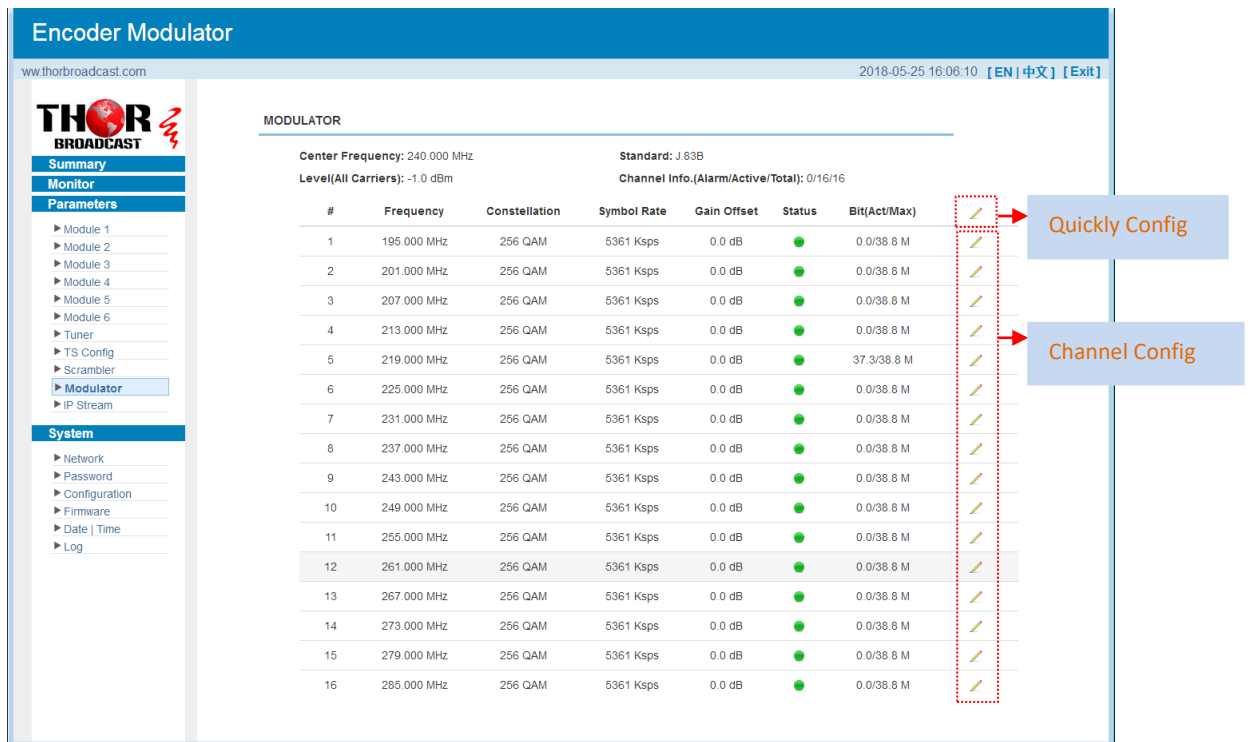 Encoder Modulator
ww.thorbroadcast.com 2018-05-25 16:06:10 [ EN | 中文 ] [ Exit ]
THOR
BROADCAST
Summary
Monitor
Parameters
Module 1
Module 2
Module 3
Module 4
Module 5
Module 6
Tuner
TS Config
Scrambler
Modulator
IP Stream
System
Network
Password
Configuration
Firmware
Date | Time
Log
MODULATOR
Center Frequency: 240.000 MHz Standard: J.83B
Level(All Carriers): -1.0 dBm Channel Info.(Alarm/Active/Total): 0/16/16
# Frequency Constellation Symbol Rate Gain Offset Status Bit(Act/Max)
1 195.000 MHz 256 QAM 5361 Ksps 0.0 dB 0.0/38.8 M
2 201.000 MHz 256 QAM 5361 Ksps 0.0 dB 0.0/38.8 M
3 207.000 MHz 256 QAM 5361 Ksps 0.0 dB 0.0/38.8 M
4 213.000 MHz 256 QAM 5361 Ksps 0.0 dB 0.0/38.8 M
5 219.000 MHz 256 QAM 5361 Ksps 0.0 dB 37.3/38.8 M
6 225.000 MHz 256 QAM 5361 Ksps 0.0 dB 0.0/38.8 M
7 231.000 MHz 256 QAM 5361 Ksps 0.0 dB 0.0/38.8 M
8 237.000 MHz 256 QAM 5361 Ksps 0.0 dB 0.0/38.8 M
9 243.000 MHz 256 QAM 5361 Ksps 0.0 dB 0.0/38.8 M
10 249.000 MHz 256 QAM 5361 Ksps 0.0 dB 0.0/38.8 M
11 255.000 MHz 256 QAM 5361 Ksps 0.0 dB 0.0/38.8 M
12 261.000 MHz 256 QAM 5361 Ksps 0.0 dB 0.0/38.8 M
13 267.000 MHz 256 QAM 5361 Ksps 0.0 dB 0.0/38.8 M
14 273.000 MHz 256 QAM 5361 Ksps 0.0 dB 0.0/38.8 M
15 279.000 MHz 256 QAM 5361 Ksps 0.0 dB 0.0/38.8 M
16 285.000 MHz 256 QAM 5361 Ksps 0.0 dB 0.0/38.8 M
Quickly Config
Channel Config